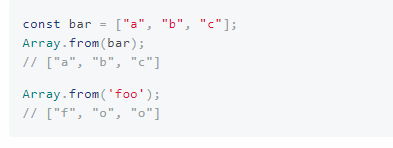 const bar = ["a", "b", "c"];
Array.from(bar);
// ["a", "b", "c"]
Array.from('foo');
// ["f", "o", "o"]